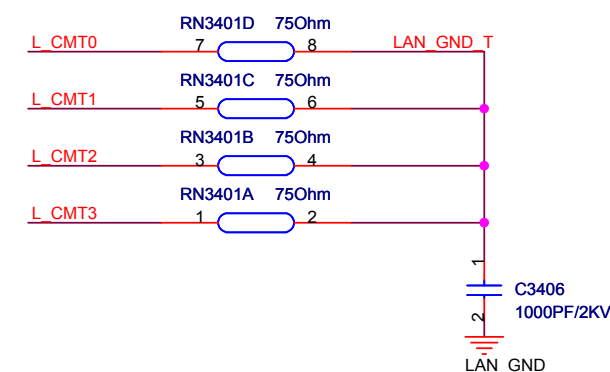 RN3401D 75Ohm
L_CMT0 7 8 LAN_GND_T
RN3401C 75Ohm
L_CMT1 5 6
RN3401B 75Ohm
L_CMT2 3 4
RN3401A 75Ohm
L_CMT3 1 2
1
C3406
1000PF/2KV
2
LAN_GND